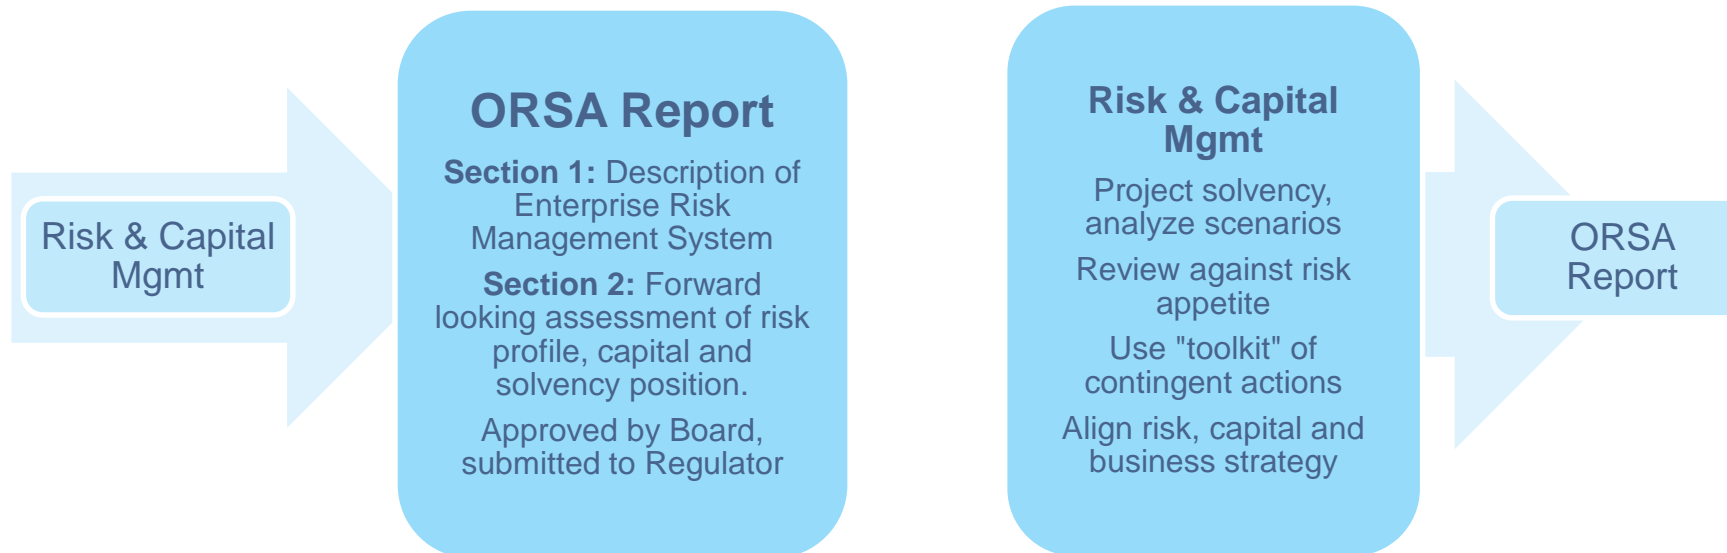 Risk & Capital
Mgmt
ORSA Report
Section 1: Description of
Enterprise Risk
Management System
Section 2: Forward
looking assessment of risk
profile, capital and
solvency position.
Approved by Board,
submitted to Regulator
Risk & Capital
Mgmt
Project solvency,
analyze scenarios
Review against risk
appetite
Use "toolkit" of
contingent actions
Align risk, capital and
business strategy
ORSA
Report